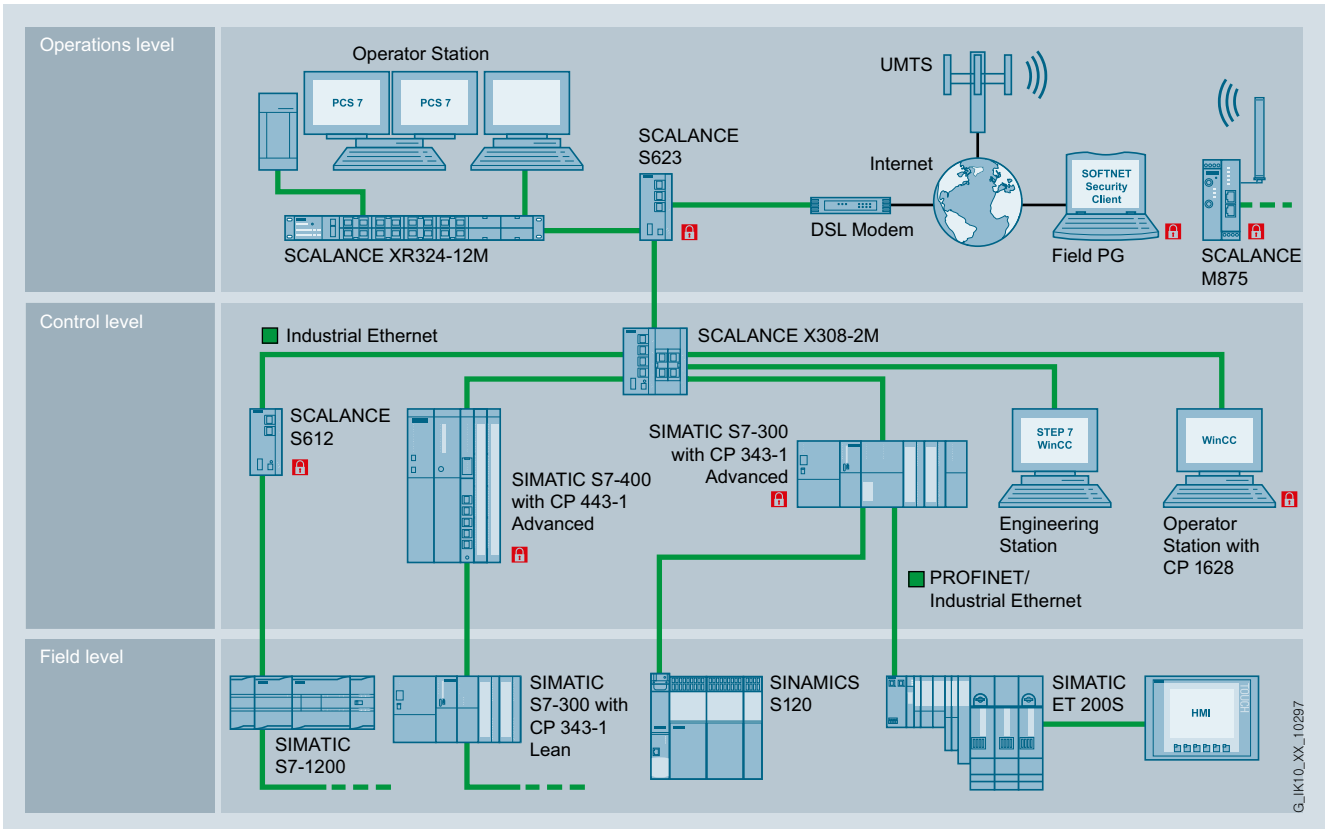 Operations level
Operator Station
PCS 7
PCS 7
SCALANCE XR324-12M
SCALANCE
S623
UMTS
Internet
DSL Modem
SOFTNET
Security
Client
Field PG
SCALANCE
M875
Control level
Industrial Ethernet
SCALANCE X308-2M
SCALANCE
S612
SIMATIC S7-400
with CP 443-1
Advanced
SIMATIC S7-300
with CP 343-1
Advanced
STEP 7
WinCC
Engineering
Station
WinCC
Operator
Station with
CP 1628
PROFINET/
Industrial Ethernet
Field level
SIMATIC
S7-1200
SIMATIC
S7-300 with
CP 343-1
Lean
SINAMICS
S120
SIMATIC
ET 200S
HMI
TOUCH
G_IK10_XX_10297